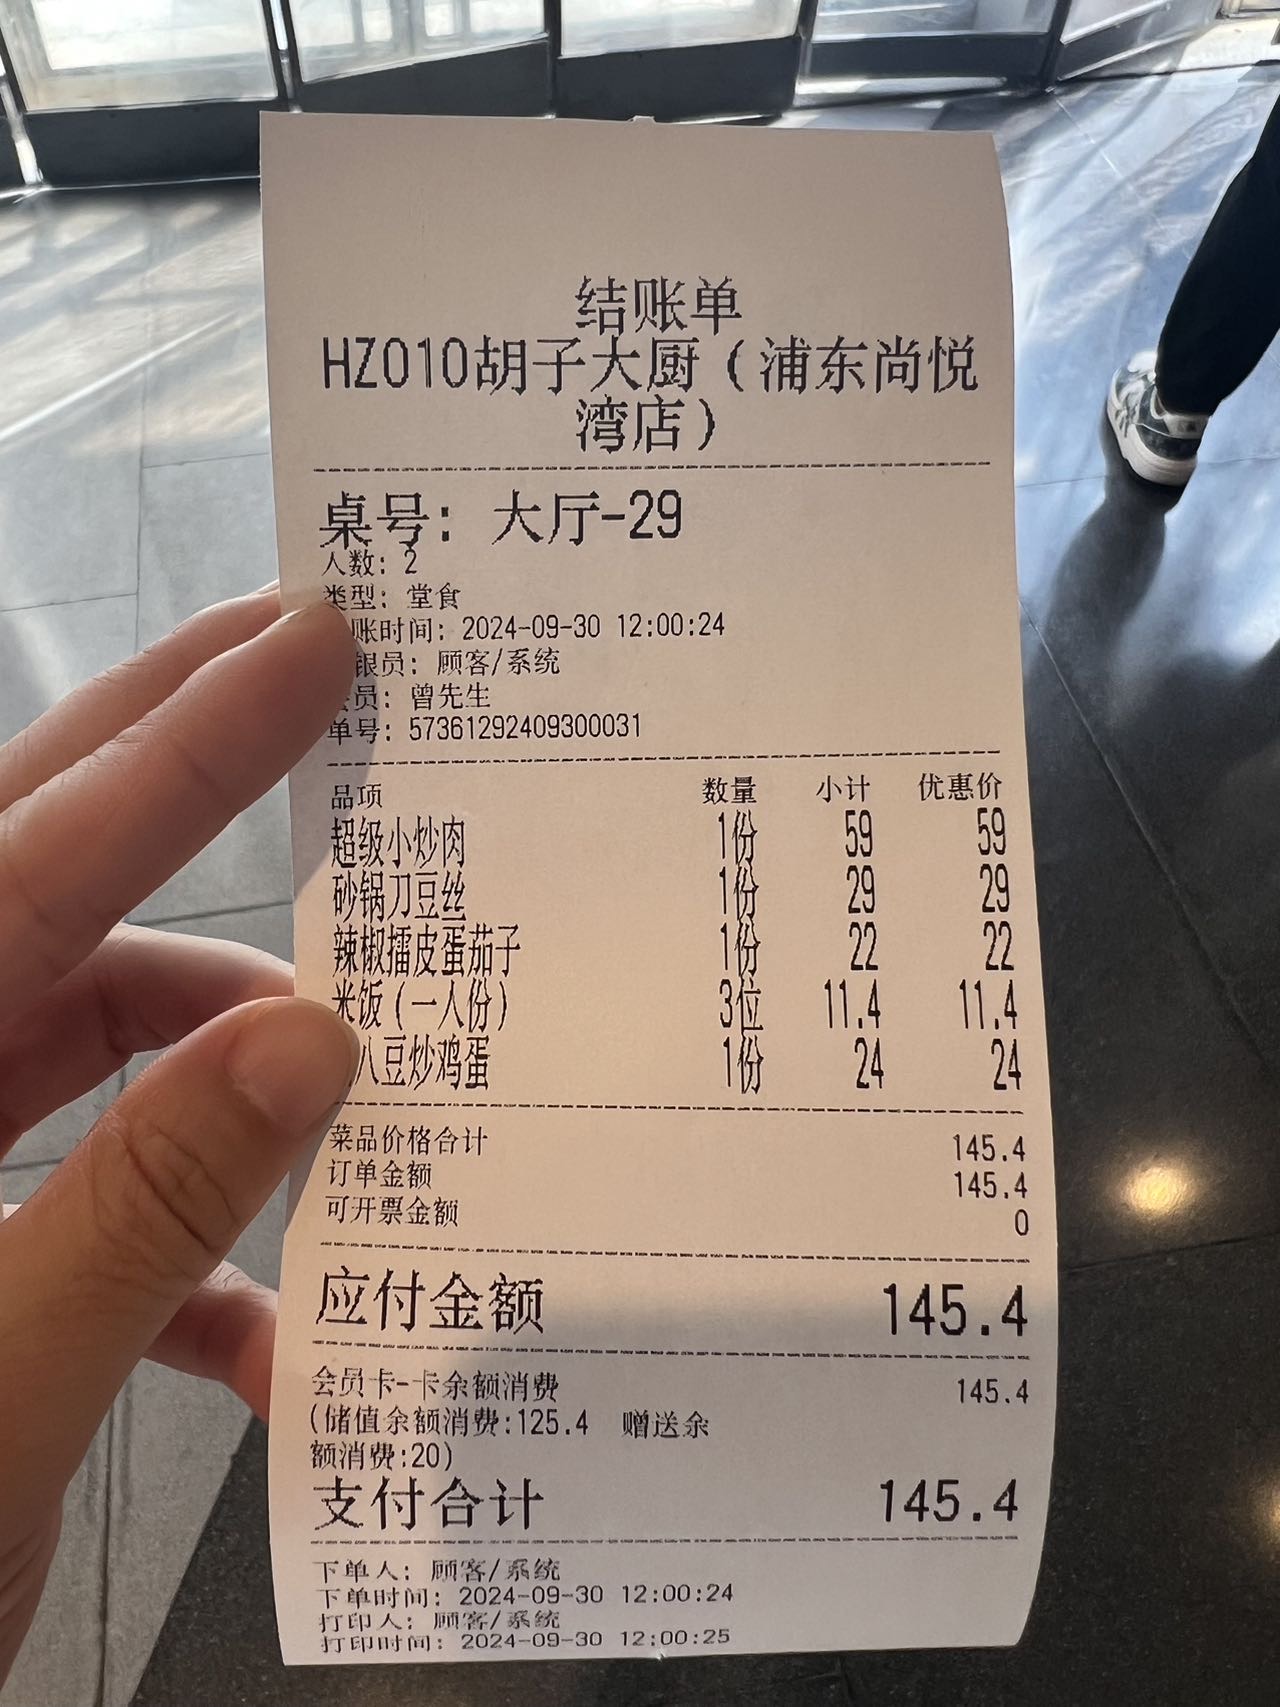 结账单
HZ010胡子大厨（浦东尚悦
湾店）
桌号：大厅-29
人数：2
类型：堂食
账时间：2024-09-30 12:00:24
银员：顾客/系统
员：曾先生
单号：57361292409300031
品项 数量 小计 优惠价
超级小炒肉 1份 59 59
砂锅刀豆丝 1份 29 29
辣椒擂皮蛋茄子 1份 22 22
米饭（一人份） 3位 11.4 11.4
八豆炒鸡蛋 1份 24 24
菜品价格合计 145.4
订单金额 145.4
可开票金额 0
应付金额 145.4
会员卡-卡余额消费 145.4
(储值余额消费:125.4 赠送余
额消费:20)
支付合计 145.4
下单人：顾客/系统
下单时间：2024-09-30 12:00:24
打印人：顾客/系统
打印时间：2024-09-30 12:00:25